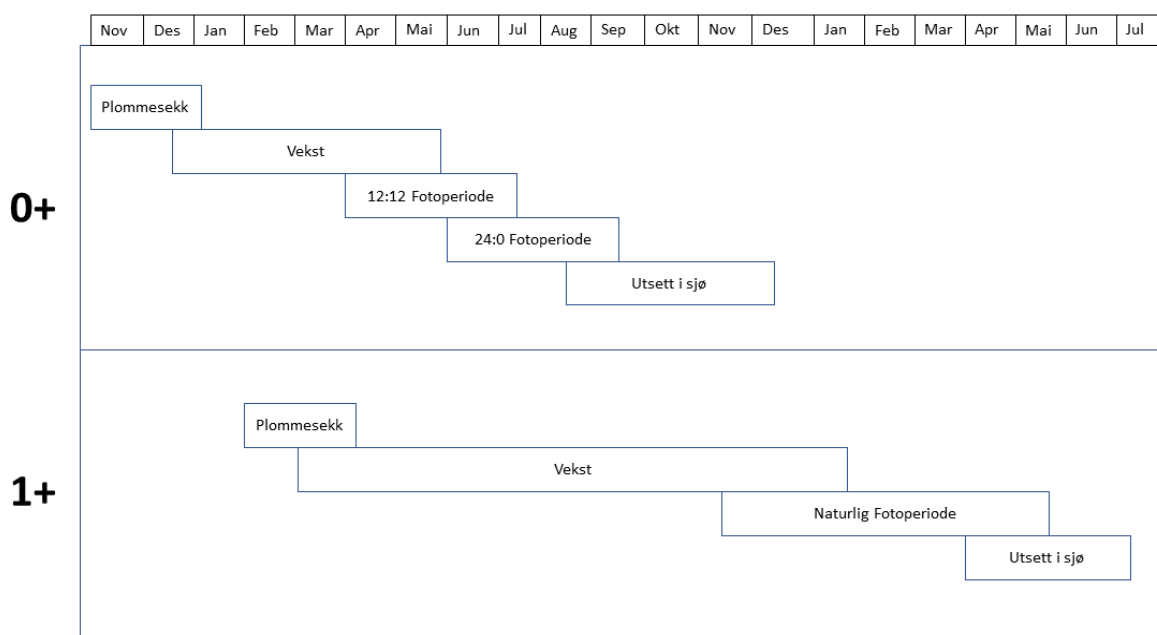 Nov Des Jan Feb Mar Apr Mai Jun Jul Aug Sep Okt Nov Des Jan Feb Mar Apr Mai Jun Jul
0+
Plommesekk
Vekst
12:12 Fotoperiode
24:0 Fotoperiode
Utsett i sjø
1+
Plommesekk
Vekst
Naturlig Fotoperiode
Utsett i sjø